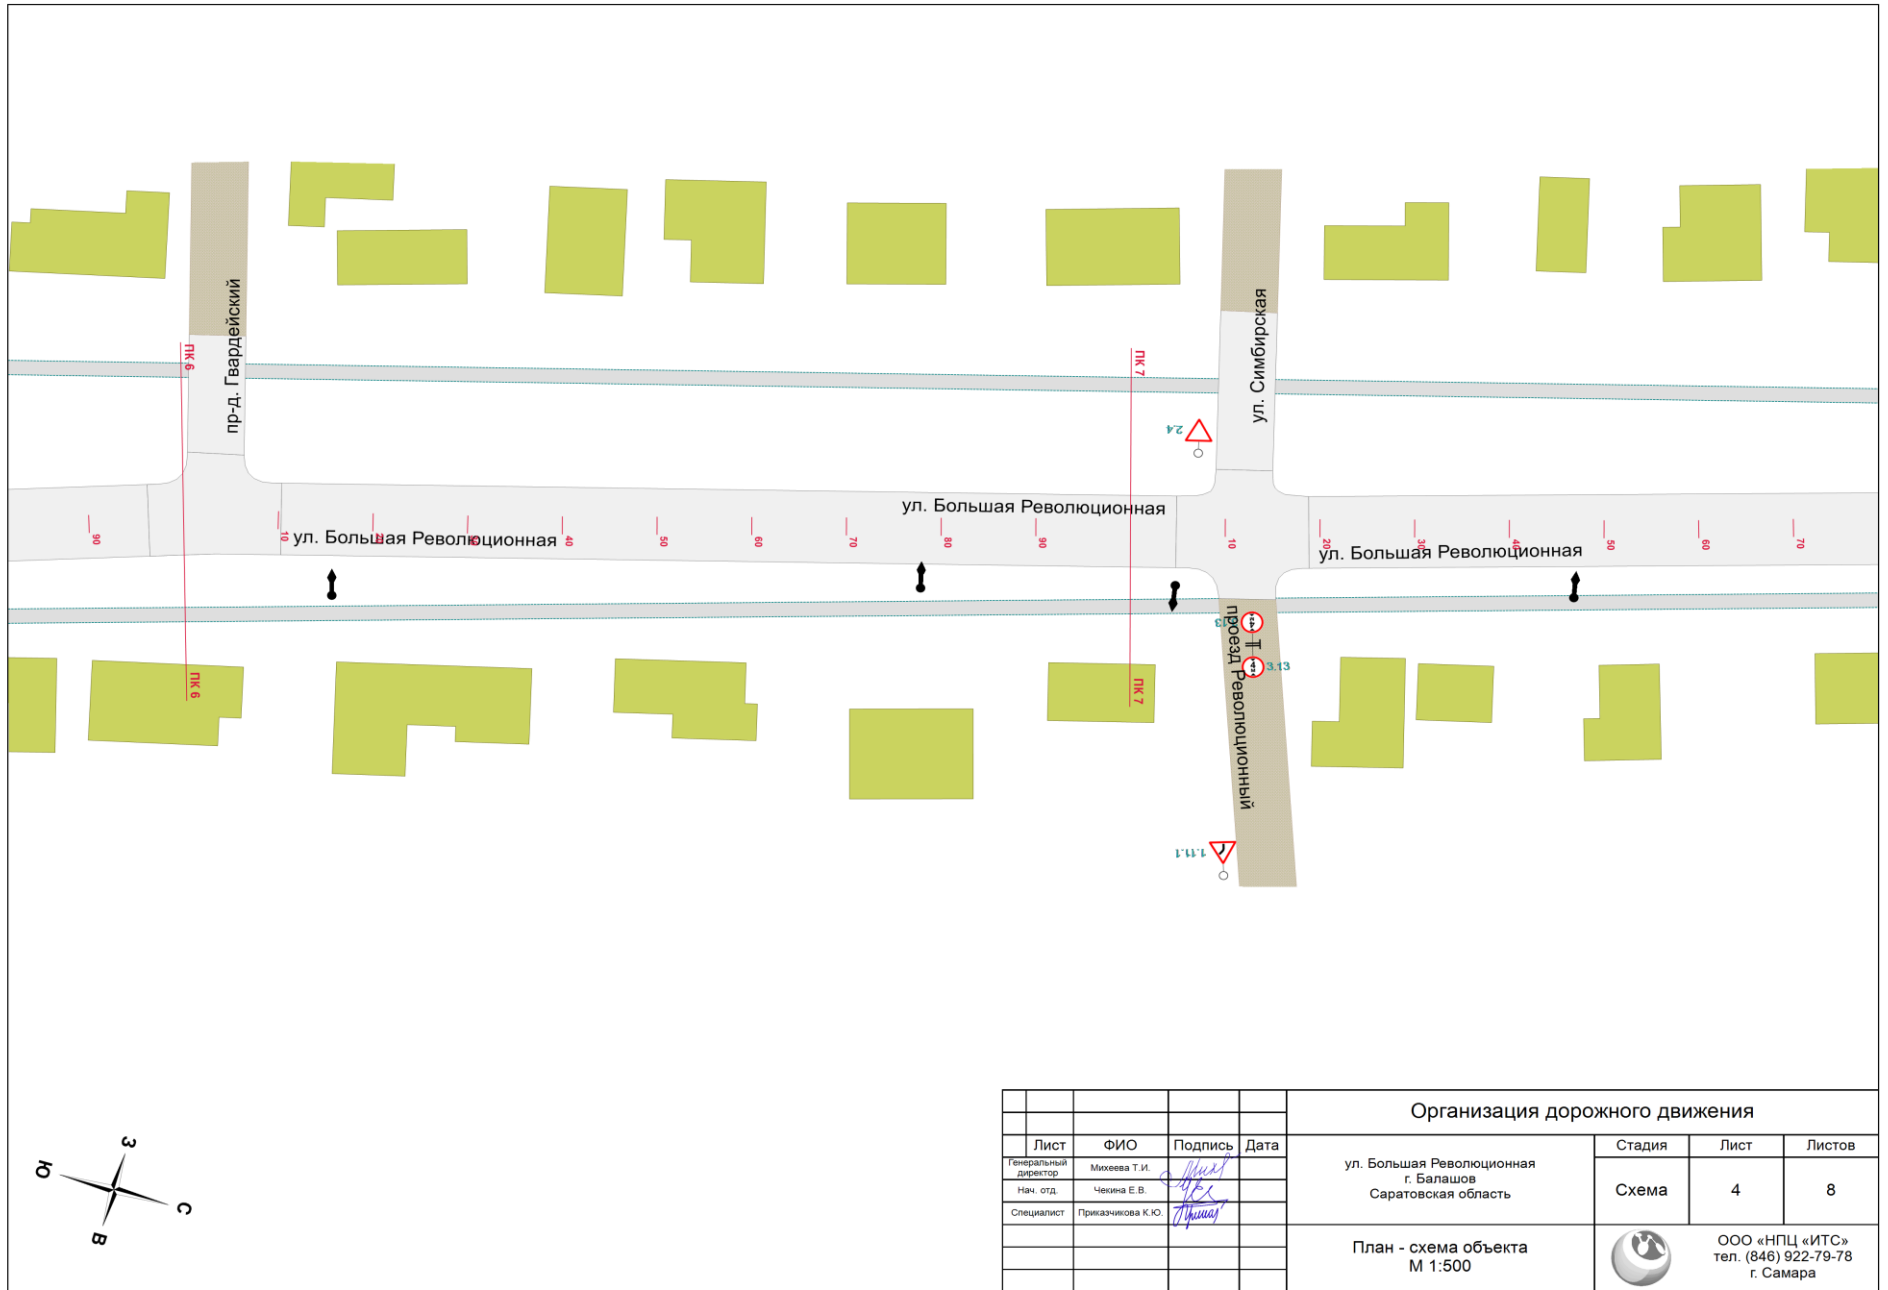 пр-д. Гвардейский
ул. Симбирская
ПК 6
ПК 7
2.4
ул. Большая Революционная
ул. Большая Революционная
ул. Большая Революционная
90
10
20
30
40
50
60
70
80
90
10
20
30
40
50
60
70
3.13
3.13
проезд Революционный
ПК 6
ПК 7
1.11.1
З
Ю
С
В
Организация дорожного движения
Лист ФИО Подпись Дата
Стадия Лист Листов
Генеральный директор Михеева Т.И.
Нач. отд. Чекина Е.В.
Специалист Приказчикова К.Ю.
ул. Большая Революционная
г. Балашов
Саратовская область
Схема 4 8
План - схема объекта
М 1:500
ООО «НПЦ «ИТС»
тел. (846) 922-79-78
г. Самара